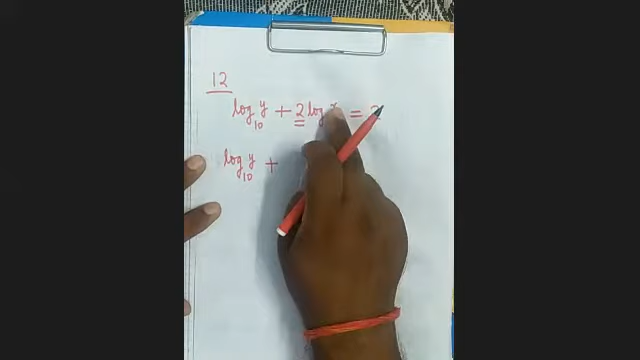 12
log₁₀ y + 2 log =
log₁₀ y +